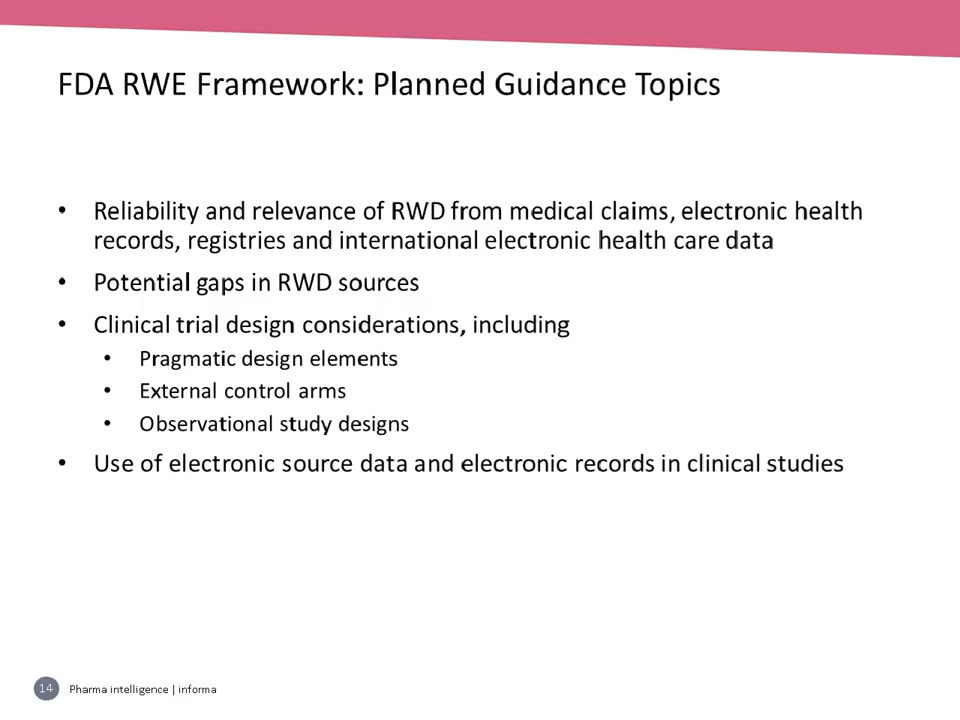 FDA RWE Framework: Planned Guidance Topics
• Reliability and relevance of RWD from medical claims, electronic health
records, registries and international electronic health care data
• Potential gaps in RWD sources
• Clinical trial design considerations, including
• Pragmatic design elements
• External control arms
• Observational study designs
• Use of electronic source data and electronic records in clinical studies
14 Pharma intelligence | informa